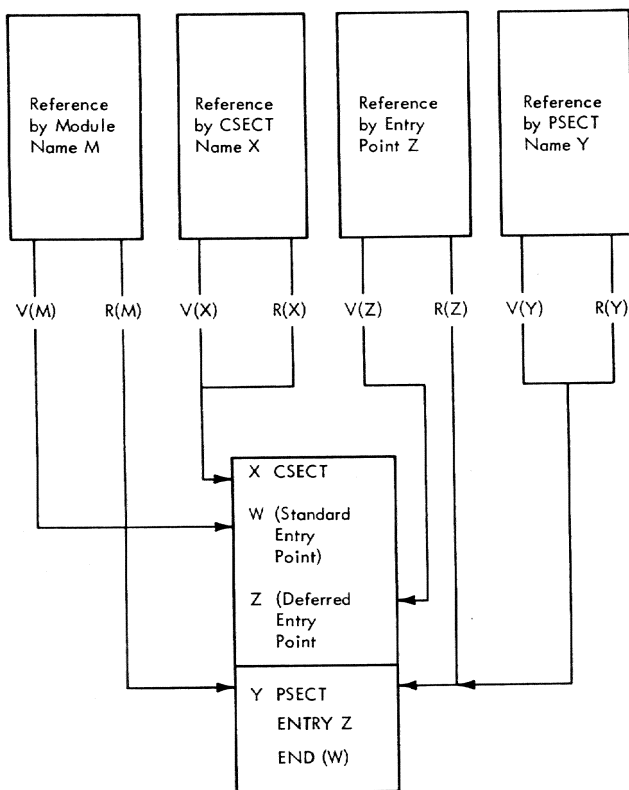 Reference
by Module
Name M
Reference
by CSECT
Name X
Reference
by Entry
Point Z
Reference
by PSECT
Name Y
V(M) R(M) V(X) R(X) V(Z) R(Z) V(Y) R(Y)
X CSECT
W (Standard
Entry
Point)
Z (Deferred
Entry
Point
Y PSECT
ENTRY Z
END (W)